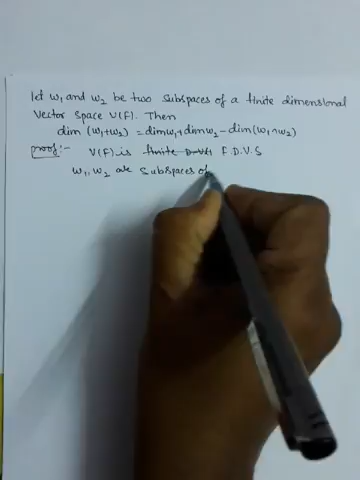 let W1 and W2 be two Subspaces of a finite dimensional
Vector Space V(F). Then
dim (W1+W2) = dimW1+dimW2-dim(W1∩W2)
Proof:- V(F) is F.D.V.S
W1, W2 are Subspaces of